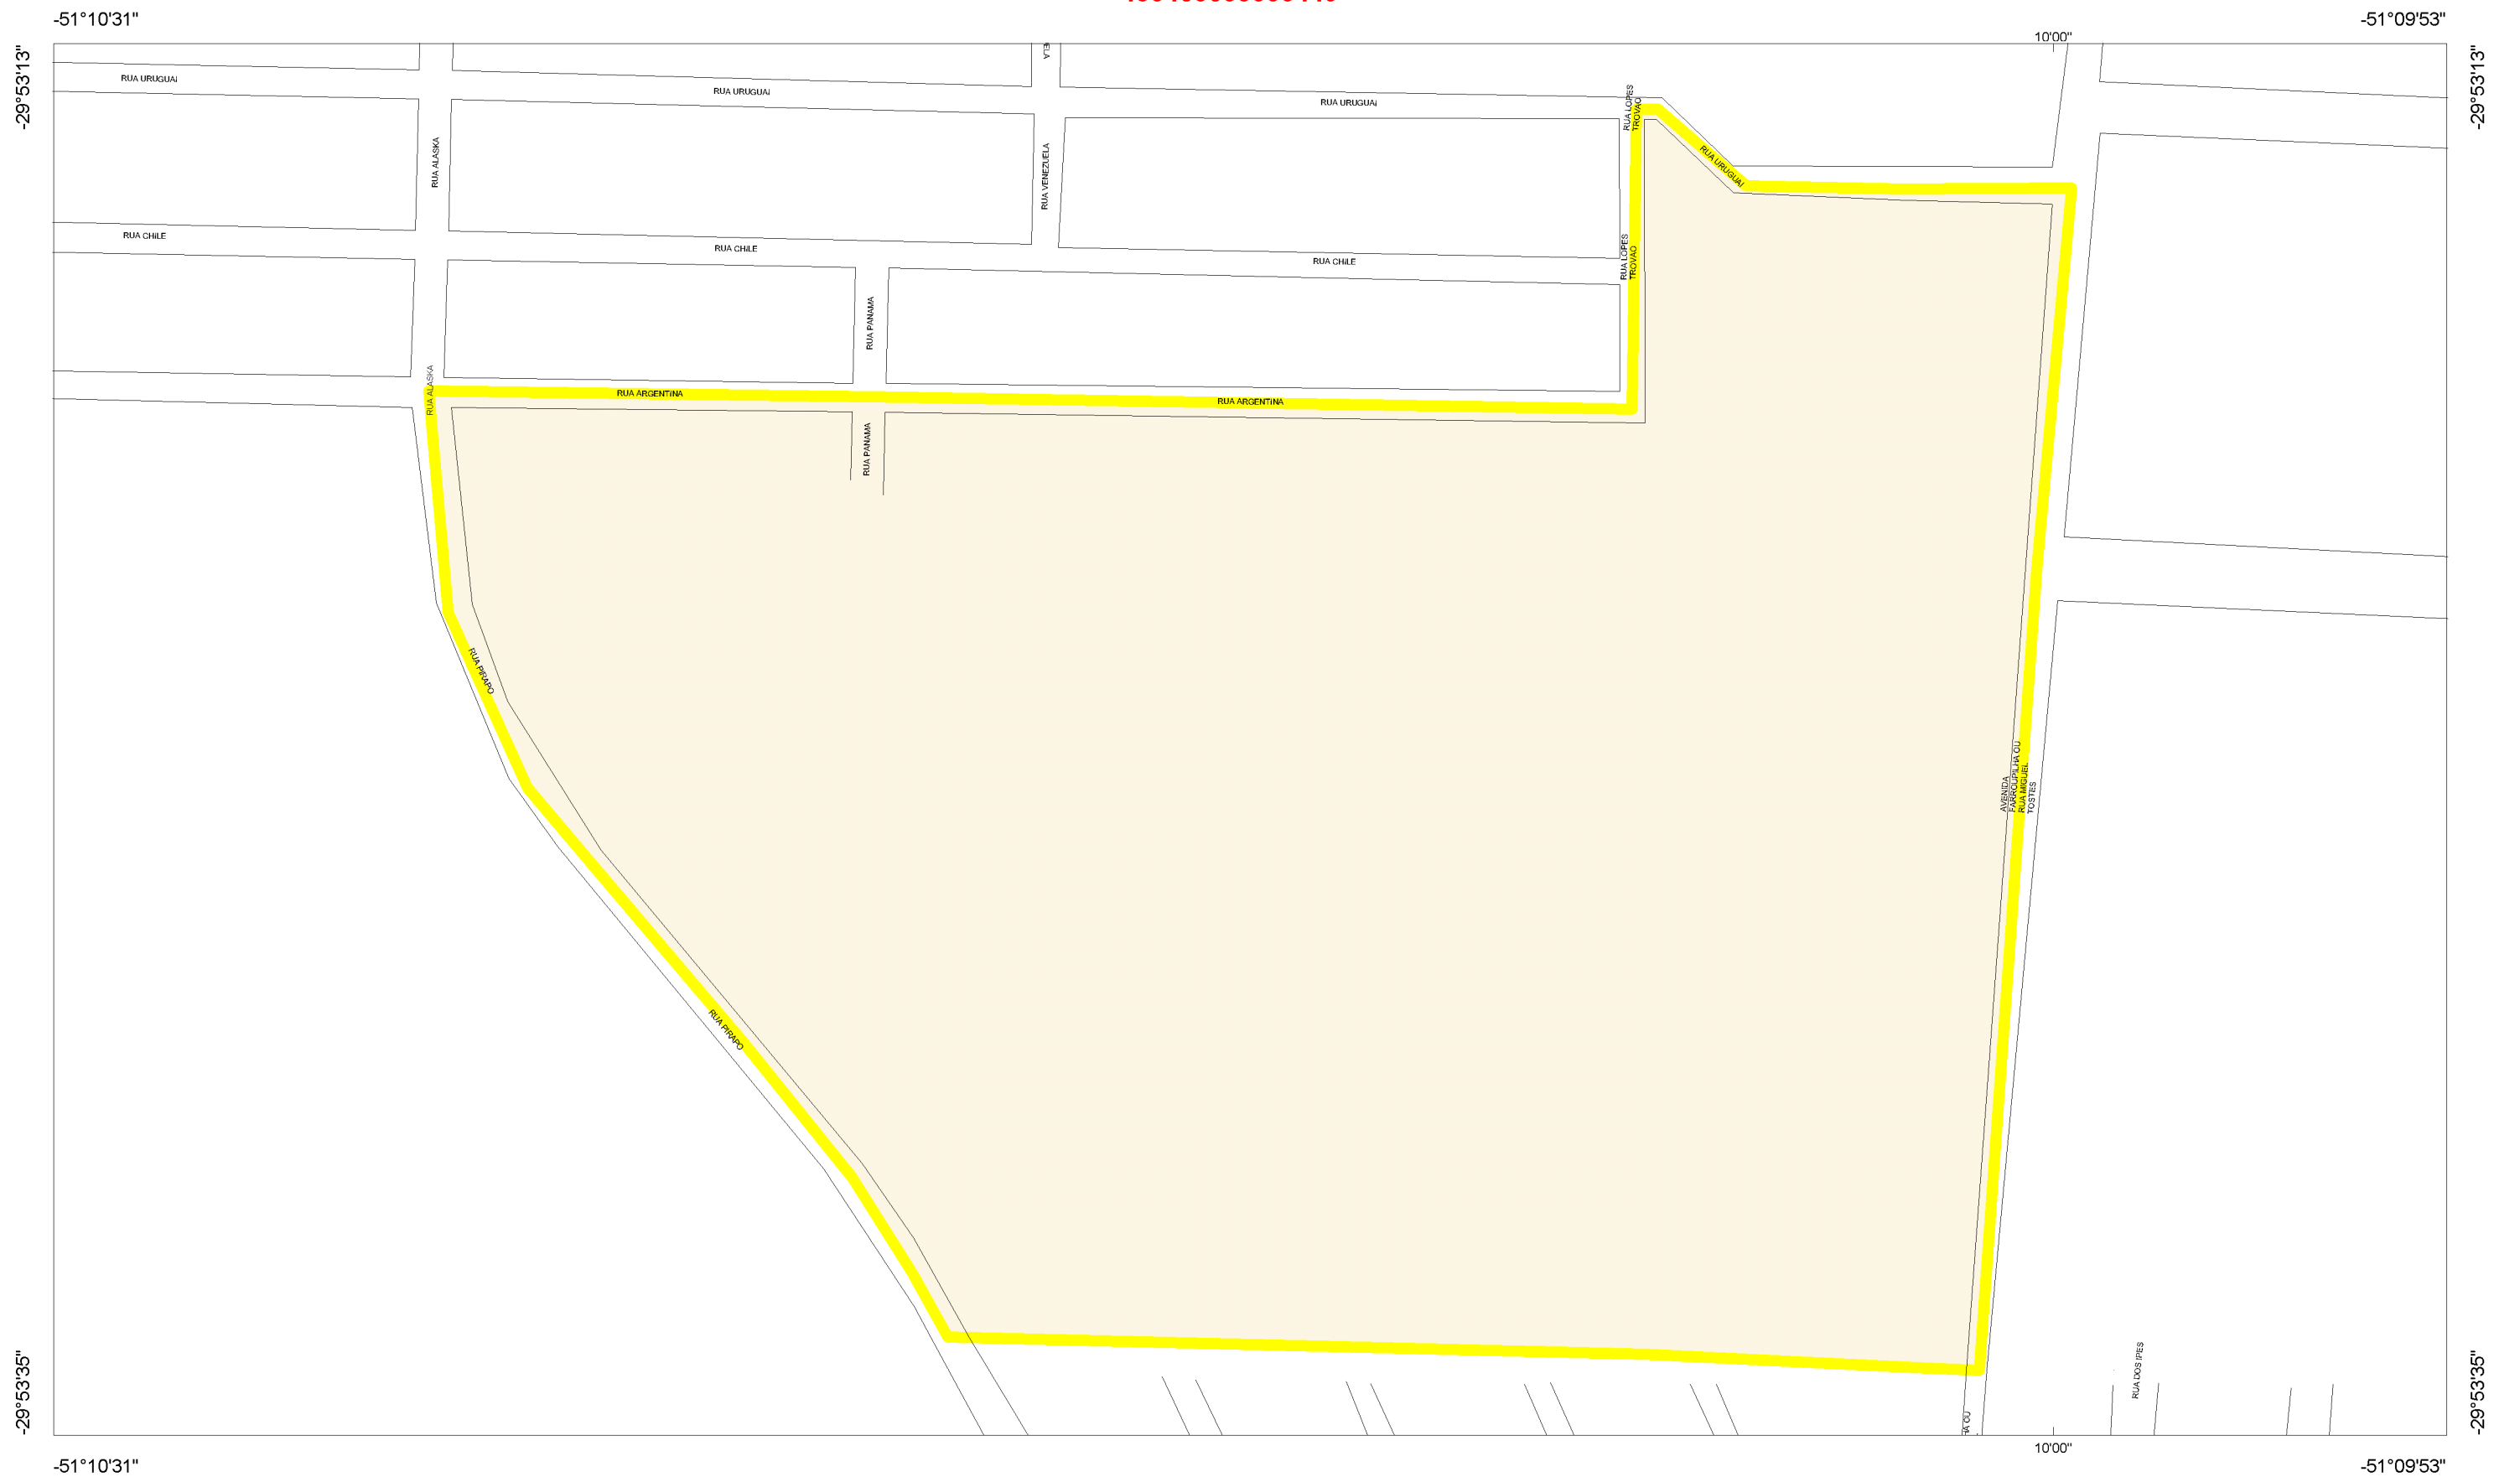 -51°10'31"
-51°09'53"
10'00"
-29°53'13"
-29°53'13"
RUA URUGUAI
RUA URUGUAI
RUA URUGUAI
RUA LOPES
TROVAO
RUA ALASKA
RUA VENEZUELA
RUA URUGUAI
RUA CHILE
RUA CHILE
RUA CHILE
RUA LOPES
TROVAO
RUA PANAMA
RUA ALASKA
RUA ARGENTINA
RUA ARGENTINA
RUA PANAMA
RUA PIRAPO
AVENIDA
FARROUPILHA OU
RUA MIGUEL
TOSTES
RUA PIRAPO
RUA DOS IPES
-29°53'35"
-29°53'35"
10'00"
-51°10'31"
-51°09'53"